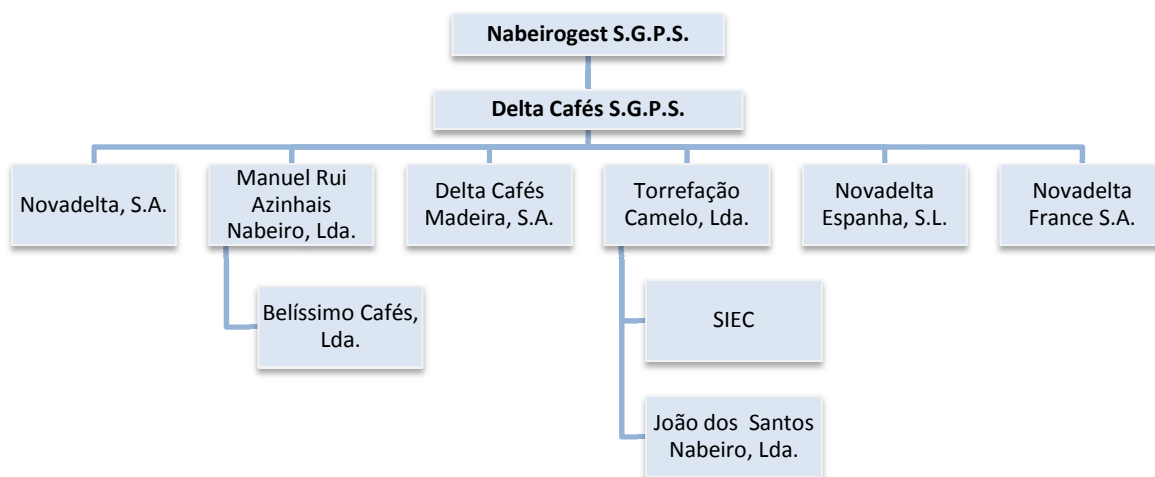 Nabeirogest S.G.P.S.
Delta Cafés S.G.P.S.
Novadelta, S.A.
Manuel Rui
Azinhais
Nabeiro, Lda.
Delta Cafés
Madeira, S.A.
Torrefação
Camelo, Lda.
Novadelta
Espanha, S.L.
Novadelta
France S.A.
Belíssimo Cafés,
Lda.
SIEC
João dos  Santos
Nabeiro, Lda.